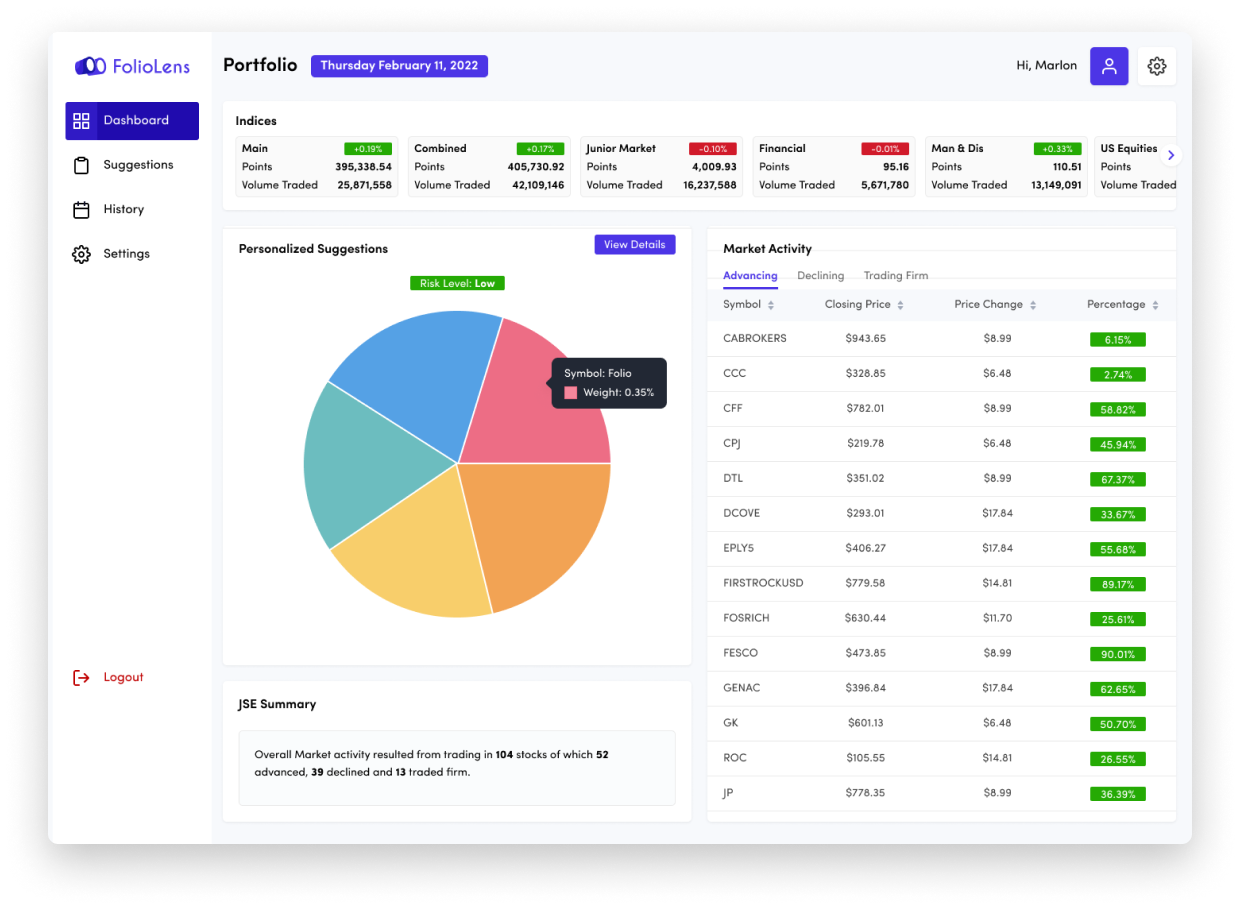 FolioLens
Portfolio
Thursday February 11, 2022
Hi, Marlon
Dashboard
Suggestions
History
Settings
Logout
Indices
Main +0.19%
Points 395,338.54
Volume Traded 25,871,558
Combined +0.17%
Points 405,730.92
Volume Traded 42,109,146
Junior Market -0.10%
Points 4,009.93
Volume Traded 16,237,588
Financial -0.01%
Points 95.16
Volume Traded 5,671,780
Man & Dis +0.33%
Points 110.51
Volume Traded 13,149,091
US Equities
Points
Volume Traded
Personalized Suggestions
View Details
Risk Level: Low
Symbol: Folio
Weight: 0.35%
JSE Summary
Overall Market activity resulted from trading in 104 stocks of which 52
advanced, 39 declined and 13 traded firm.
Market Activity
Advancing Declining Trading Firm
Symbol Closing Price Price Change Percentage
CABROKERS $943.65 $8.99 6.15%
CCC $328.85 $6.48 2.74%
CFF $782.01 $8.99 58.82%
CPJ $219.78 $6.48 45.94%
DTL $351.02 $8.99 67.37%
DCOVE $293.01 $17.84 33.67%
EPLY5 $406.27 $17.84 55.68%
FIRSTROCKUSD $779.58 $14.81 89.17%
FOSRICH $630.44 $11.70 25.61%
FESCO $473.85 $8.99 90.01%
GENAC $396.84 $17.84 62.65%
GK $601.13 $6.48 50.70%
ROC $105.55 $14.81 26.55%
JP $778.35 $8.99 36.39%